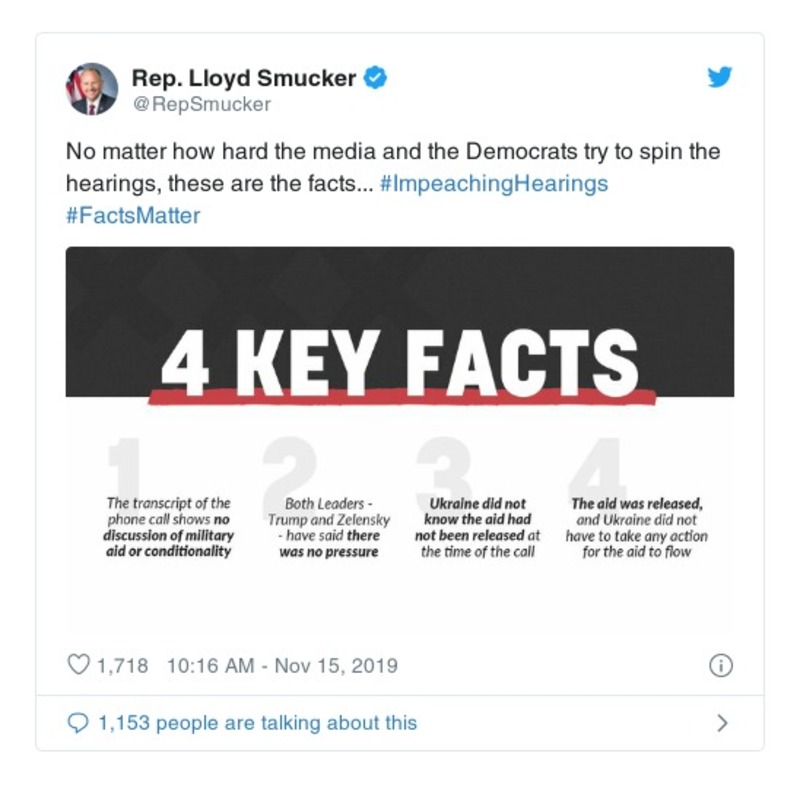 Rep. Lloyd Smucker
@RepSmucker
No matter how hard the media and the Democrats try to spin the
hearings, these are the facts... #ImpeachingHearings
#FactsMatter
4 KEY FACTS
1
The transcript of the
phone call shows no
discussion of military
aid or conditionality
2
Both Leaders -
Trump and Zelensky
- have said there
was no pressure
3
Ukraine did not
know the aid had
not been released at
the time of the call
4
The aid was released,
and Ukraine did not
have to take any action
for the aid to flow
1,718 10:16 AM - Nov 15, 2019
1,153 people are talking about this